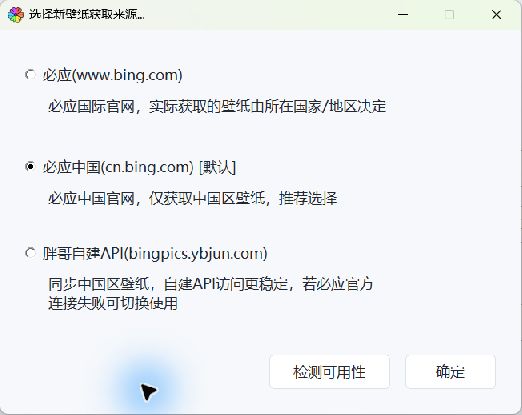 选择新壁纸获取来源...
必应(www.bing.com)
必应国际官网，实际获取的壁纸由所在国家/地区决定
必应中国(cn.bing.com) [默认]
必应中国官网，仅获取中国区壁纸，推荐选择
胖哥自建API(bingpics.ybjun.com)
同步中国区壁纸，自建API访问更稳定，若必应官方
连接失败可切换使用
检测可用性
确定